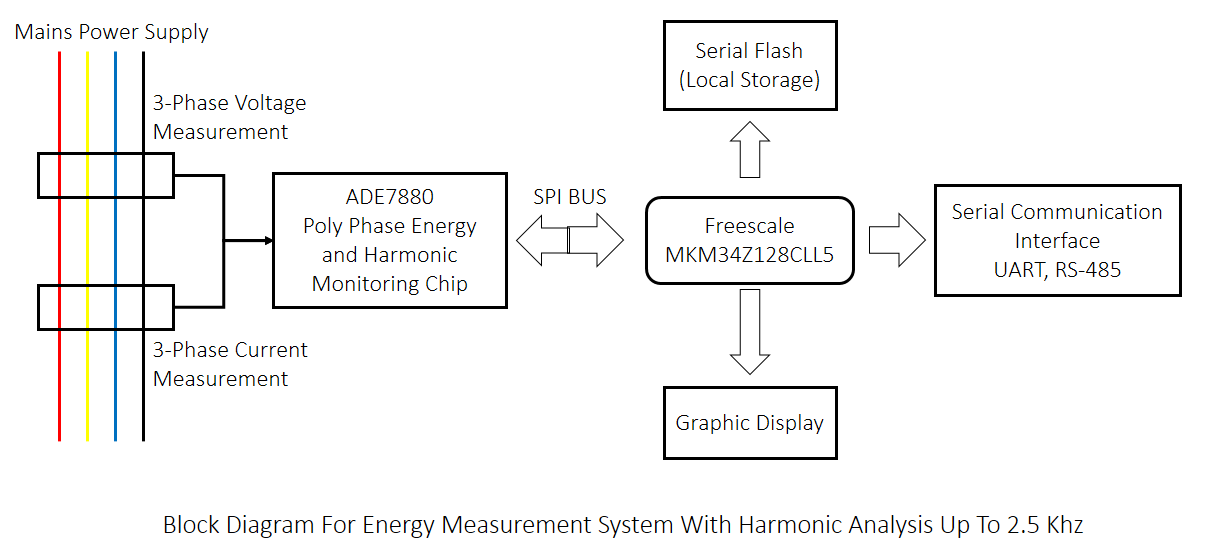 Mains Power Supply
3-Phase Voltage
Measurement
ADE7880
Poly Phase Energy
and Harmonic
Monitoring Chip
3-Phase Current
Measurement
SPI BUS
Serial Flash
(Local Storage)
Freescale
MKM34Z128CLL5
Serial Communication
Interface
UART, RS-485
Graphic Display
Block Diagram For Energy Measurement System With Harmonic Analysis Up To 2.5 Khz